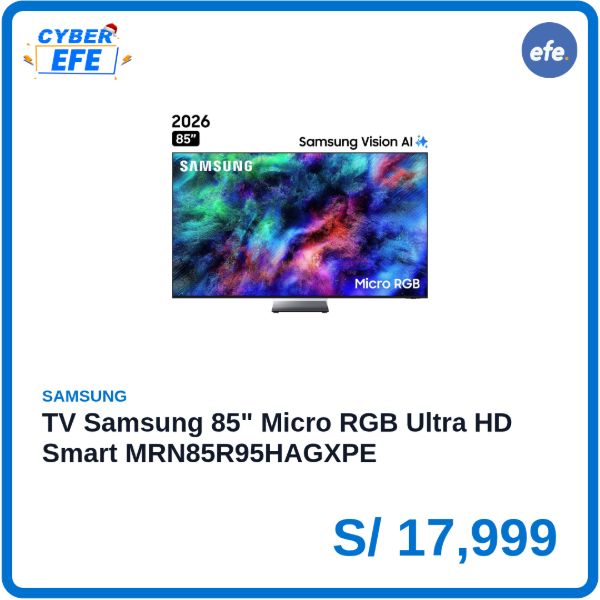 CYBER
EFE
efe.
2026
85"
Samsung Vision AI
SAMSUNG
Micro RGB
SAMSUNG
TV Samsung 85" Micro RGB Ultra HD
Smart MRN85R95HAGXPE
S/ 17,999